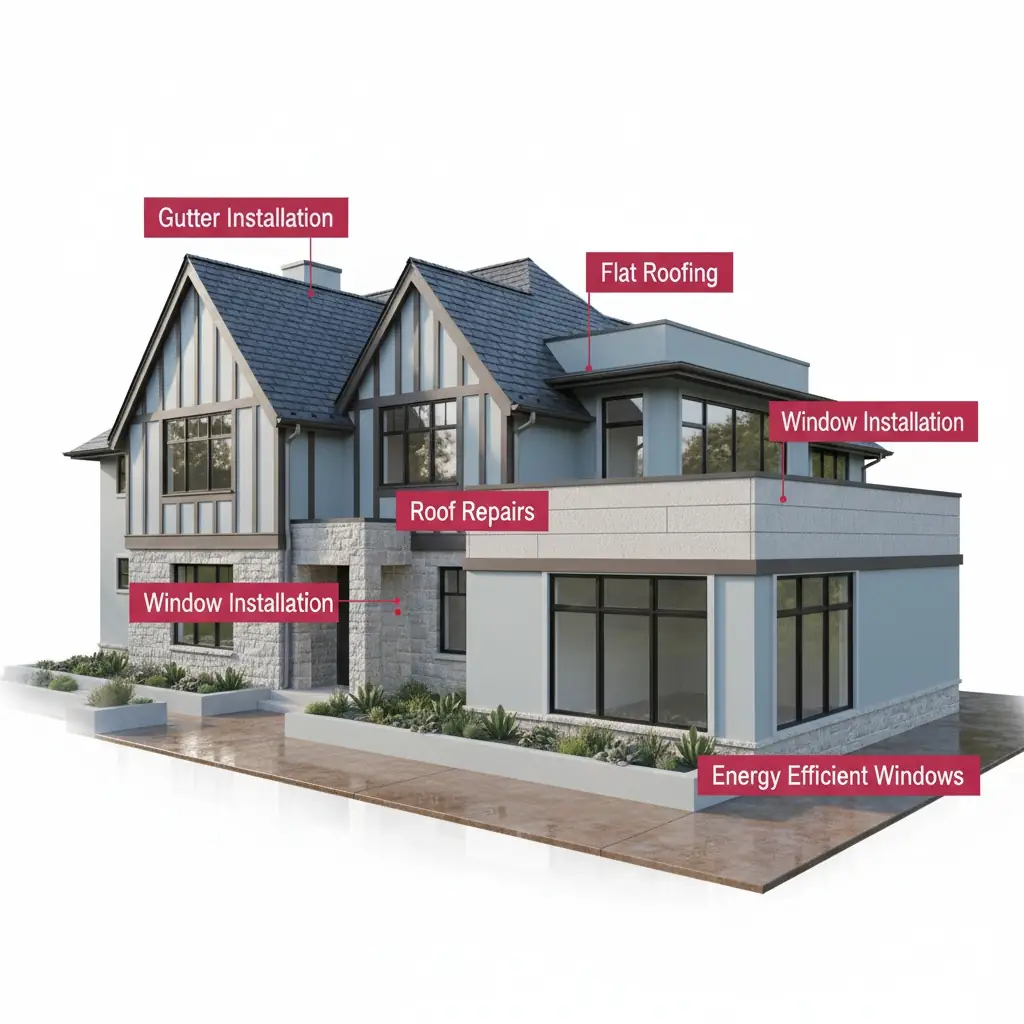 Gutter Installation
Flat Roofing
Window Installation
Roof Repairs
Window Installation
Energy Efficient Windows